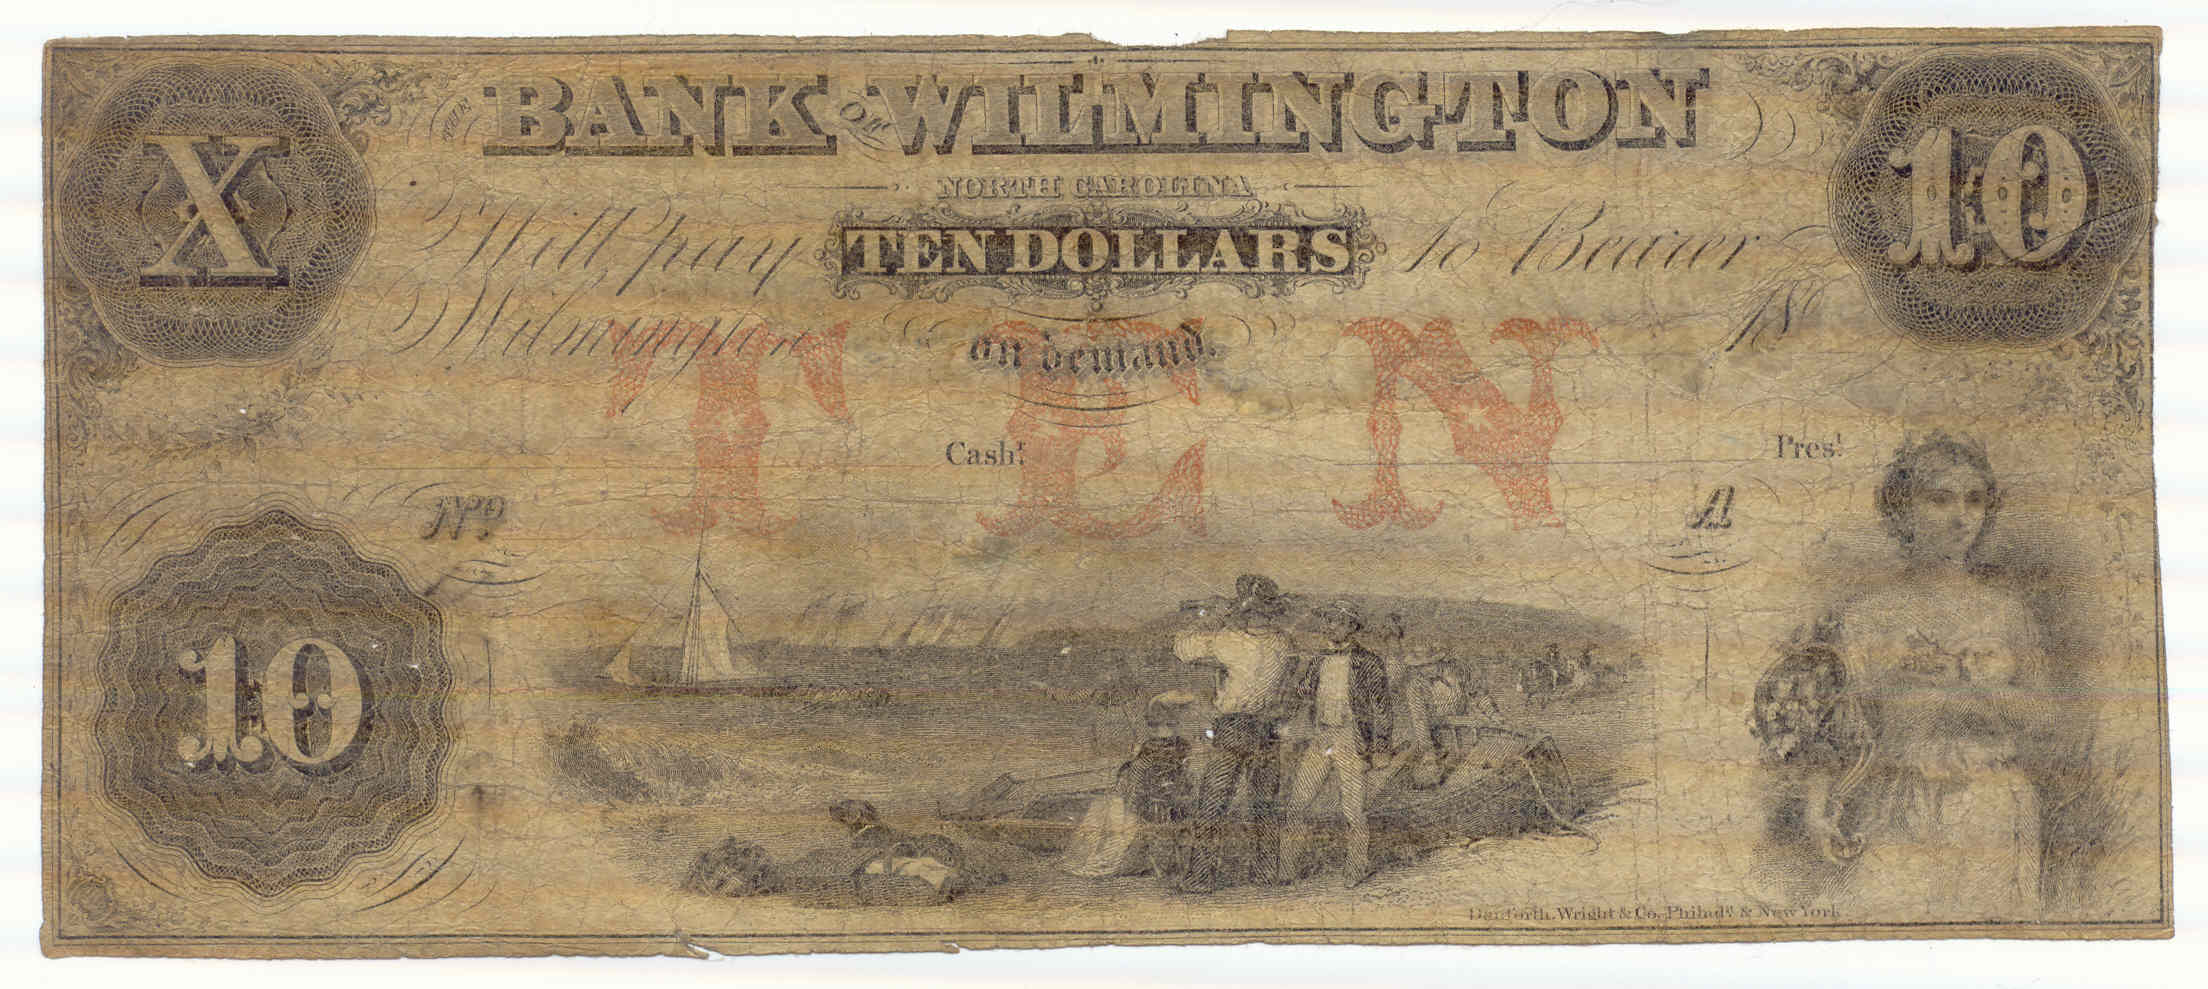 THE BANK OF WILMINGTON
X
10
NORTH CAROLINA
Will pay TEN DOLLARS to Bearer
Wilmington on demand. 18
TEN
Cash.r Pres.t
No. A
10
Danforth, Wright & Co. Philad.a & New York